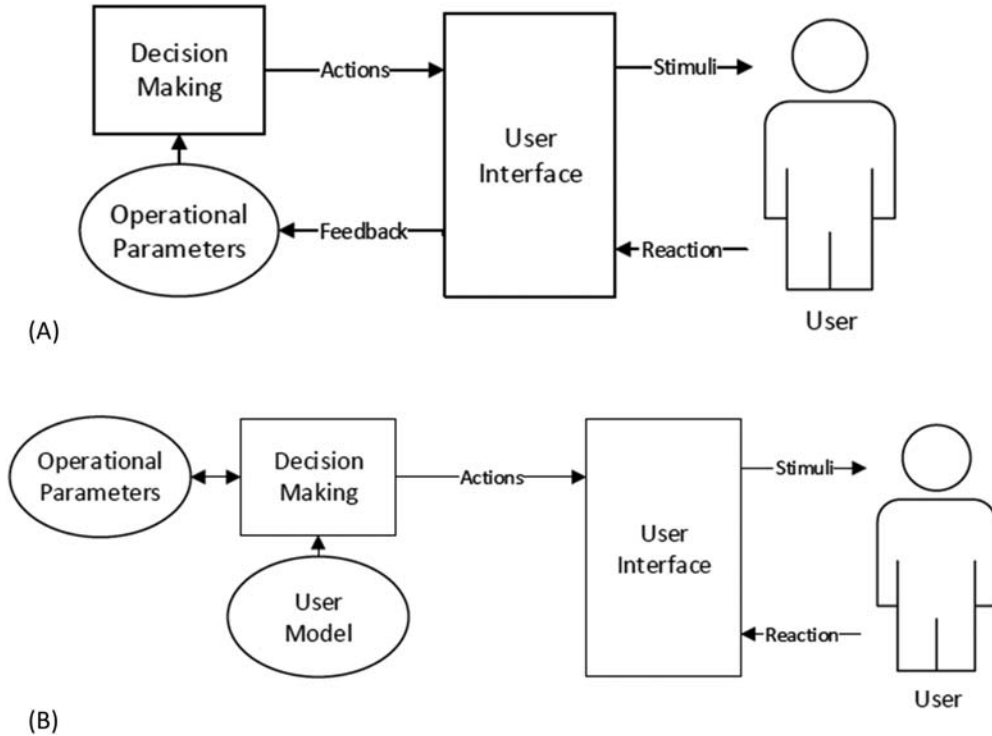 Decision
Making
Actions
User
Interface
Stimuli
Operational
Parameters
Feedback
Reaction
User
(A)
Operational
Parameters
Decision
Making
Actions
User
Interface
Stimuli
User
Model
Reaction
User
(B)